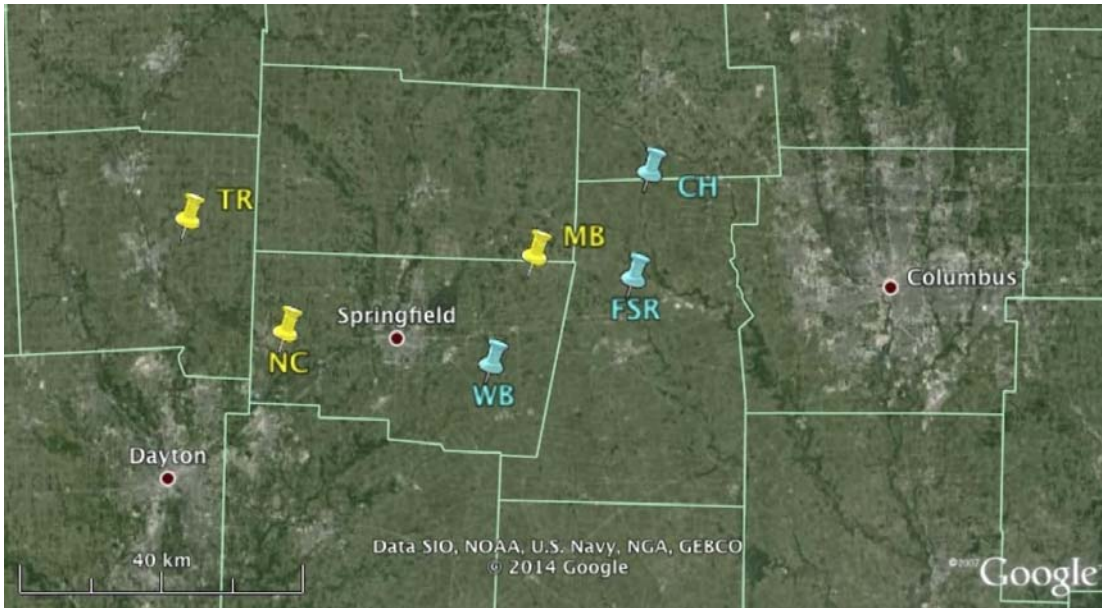 TR
CH
MB
Columbus
FSR
Springfield
NC
WB
Dayton
40 km
Data SIO, NOAA, U.S. Navy, NGA, GEBCO
© 2014 Google
©2007 Google